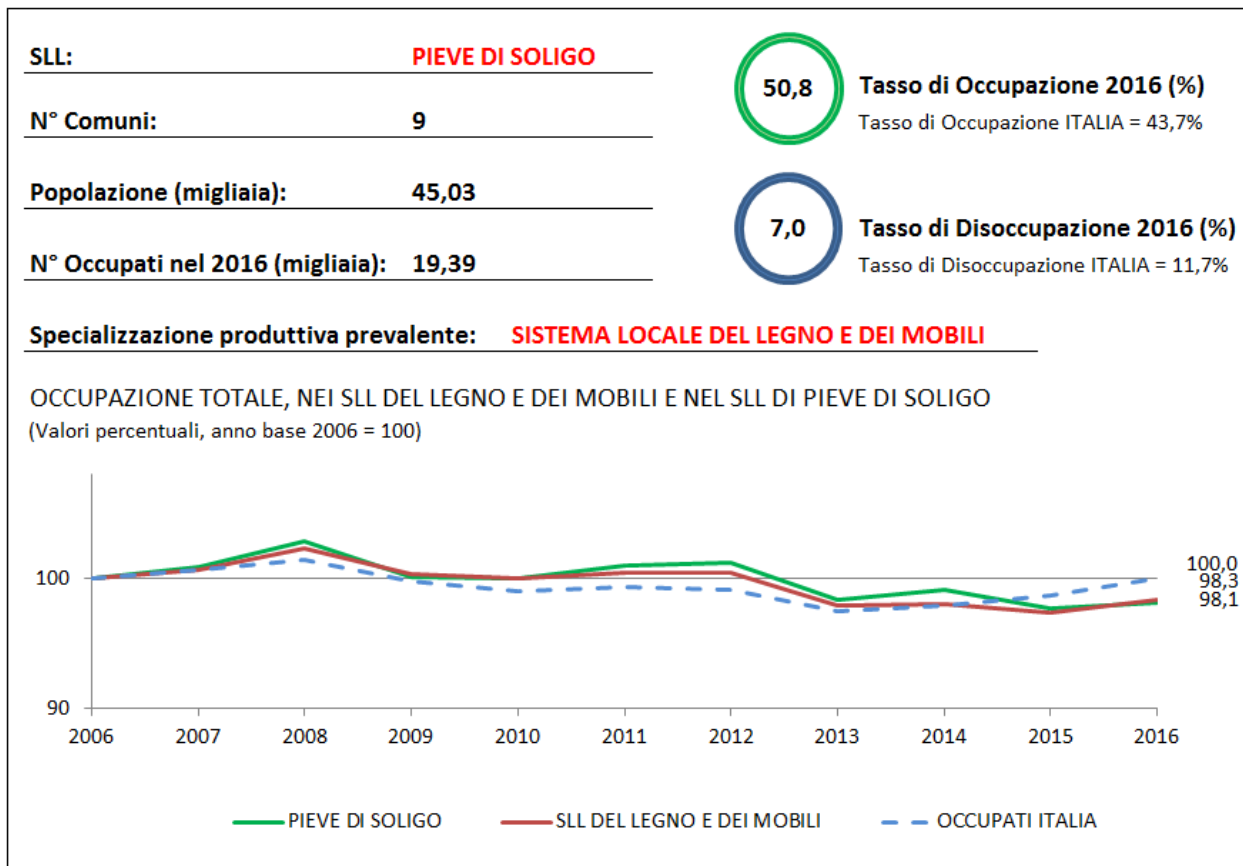 SLL: PIEVE DI SOLIGO
N° Comuni: 9
Popolazione (migliaia): 45,03
N° Occupati nel 2016 (migliaia): 19,39
50,8 Tasso di Occupazione 2016 (%)
Tasso di Occupazione ITALIA = 43,7%
7,0 Tasso di Disoccupazione 2016 (%)
Tasso di Disoccupazione ITALIA = 11,7%
Specializzazione produttiva prevalente: SISTEMA LOCALE DEL LEGNO E DEI MOBILI
OCCUPAZIONE TOTALE, NEI SLL DEL LEGNO E DEI MOBILI E NEL SLL DI PIEVE DI SOLIGO
(Valori percentuali, anno base 2006 = 100)
100
90
100,0
98,3
98,1
2006 2007 2008 2009 2010 2011 2012 2013 2014 2015 2016
PIEVE DI SOLIGO SLL DEL LEGNO E DEI MOBILI OCCUPATI ITALIA